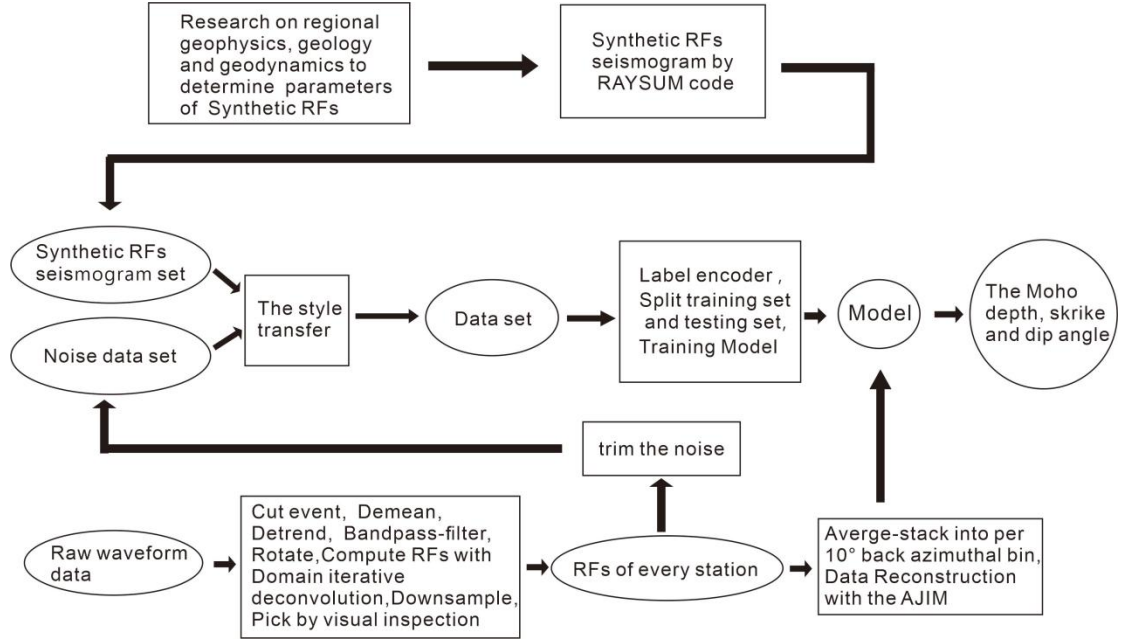 Research on regional
geophysics, geology
and geodynamics to
determine parameters
of Synthetic RFs
Synthetic RFs
seismogram by
RAYSUM code
Synthetic RFs
seismogram set
Noise data set
The style
transfer
Data set
Label encoder ,
Split training set
and testing set,
Training Model
Model
The Moho
depth, skrike
and dip angle
trim the noise
Raw waveform
data
Cut event, Demean,
Detrend, Bandpass-filter,
Rotate,Compute RFs with
Domain iterative
deconvolution,Downsample,
Pick by visual inspection
RFs of every station
Averge-stack into per
10° back azimuthal bin,
Data Reconstruction
with the AJIM